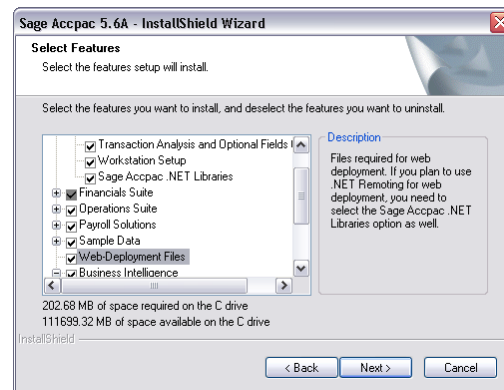 Sage Accpac 5.6A - InstallShield Wizard
Select Features
Select the features setup will install.
Select the features you want to install, and deselect the features you want to uninstall.
Transaction Analysis and Optional Fields
Workstation Setup
Sage Accpac .NET Libraries
Financials Suite
Operations Suite
Payroll Solutions
Sample Data
Web-Deployment Files
Business Intelligence
Description
Files required for web
deployment. If you plan to use
.NET Remoting for web
deployment, you need to
select the Sage Accpac .NET
Libraries option as well.
202.68 MB of space required on the C drive
111699.32 MB of space available on the C drive
InstallShield
< Back
Next >
Cancel